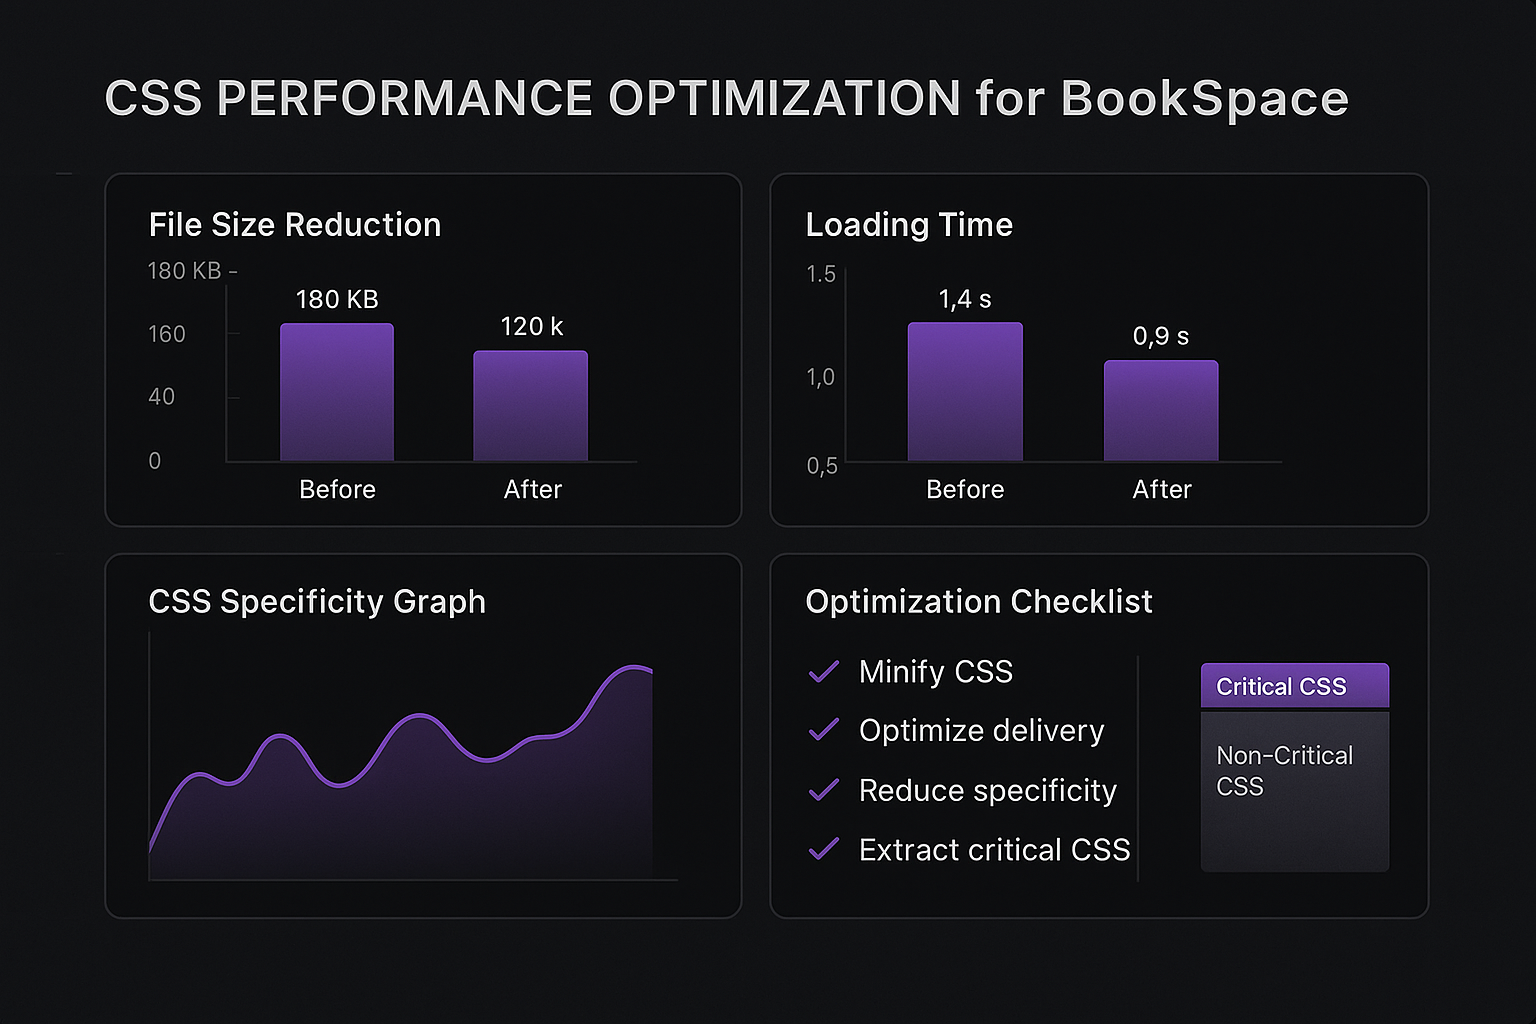 CSS PERFORMANCE OPTIMIZATION for BookSpace
File Size Reduction
180 KB
160
40
0
180 KB
120 k
Before
After
Loading Time
1.5
1,0
0,5
1,4 s
0,9 s
Before
After
CSS Specificity Graph
Optimization Checklist
Minify CSS
Optimize delivery
Reduce specificity
Extract critical CSS
Critical CSS
Non-Critical
CSS